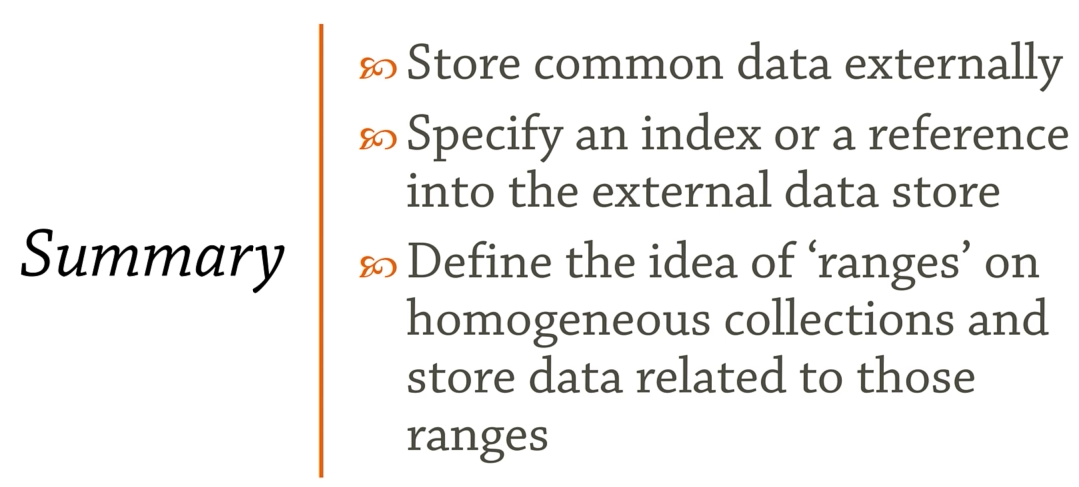 Summary
Store common data externally
Specify an index or a reference
into the external data store
Define the idea of ‘ranges’ on
homogeneous collections and
store data related to those
ranges